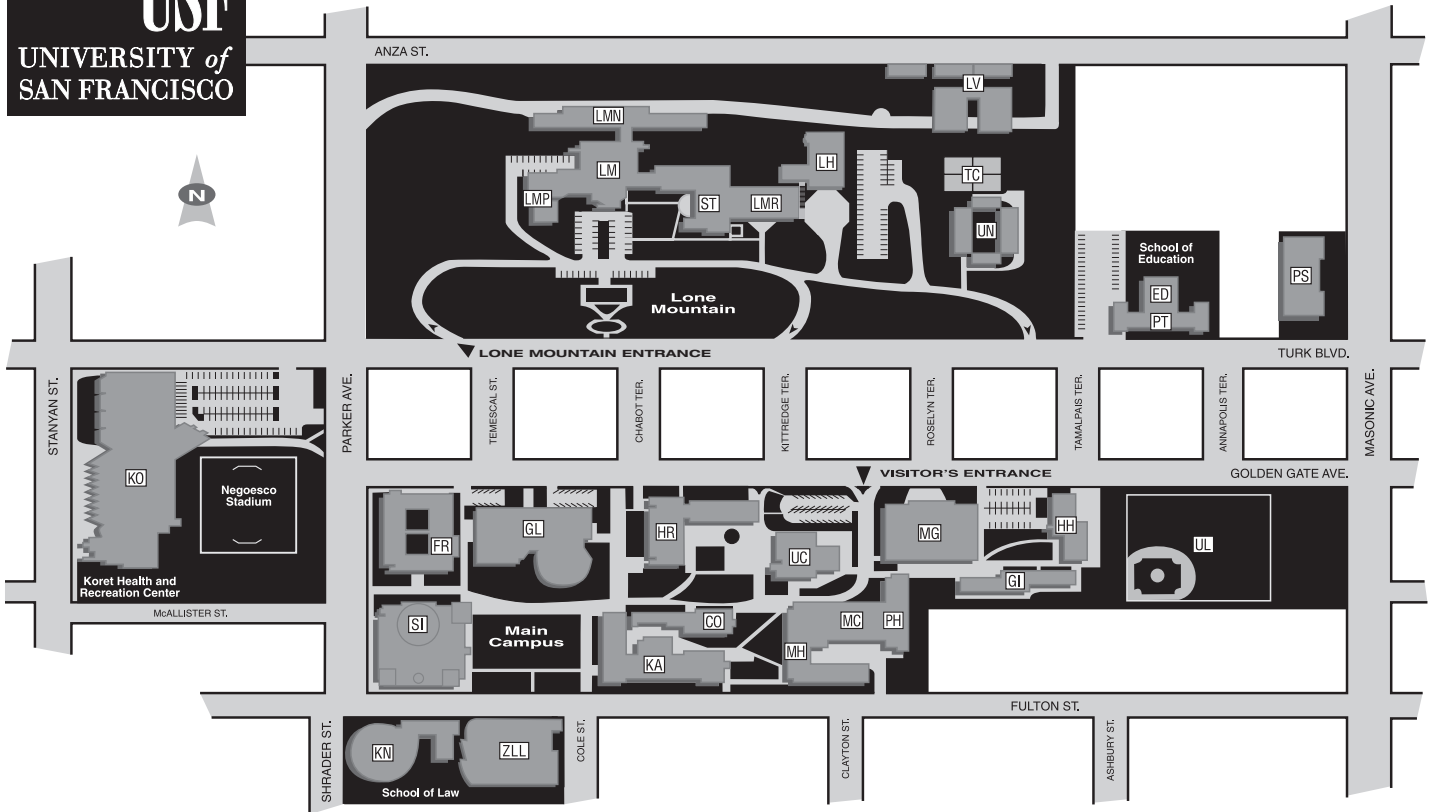 USF
UNIVERSITY of
SAN FRANCISCO
N
ANZA ST.
LV
LMN
LM
LH
LMP
ST
LMR
TC
UN
School of
Education
ED
PT
PS
Lone
Mountain
LONE MOUNTAIN ENTRANCE
TURK BLVD.
STANYAN ST.
PARKER AVE.
TEMESCAL ST.
CHABOT TER.
KITTREDGE TER.
ROSELYN TER.
TAMALPAIS TER.
ANNAPOLIS TER.
MASONIC AVE.
VISITOR'S ENTRANCE
GOLDEN GATE AVE.
KO
Negoesco
Stadium
Koret Health and
Recreation Center
McALLISTER ST.
FR
GL
HR
UC
MG
HH
GI
UL
SI
Main
Campus
CO
KA
MC
PH
MH
FULTON ST.
SHRADER ST.
KN
ZLL
School of Law
COLE ST.
CLAYTON ST.
ASHBURY ST.